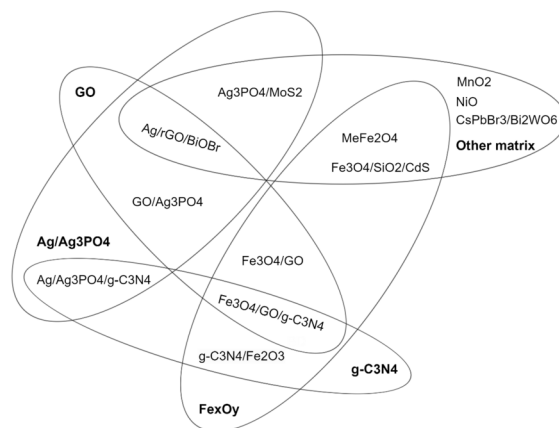 MnO2
GO
Ag3PO4/MoS2
NiO
CsPbBr3/Bi2WO6
Ag/rGO/BiOBr
MeFe2O4
Other matrix
Fe3O4/SiO2/CdS
GO/Ag3PO4
Ag/Ag3PO4
Fe3O4/GO
Ag/Ag3PO4/g-C3N4
Fe3O4/GO/g-C3N4
g-C3N4/Fe2O3
g-C3N4
FexOy